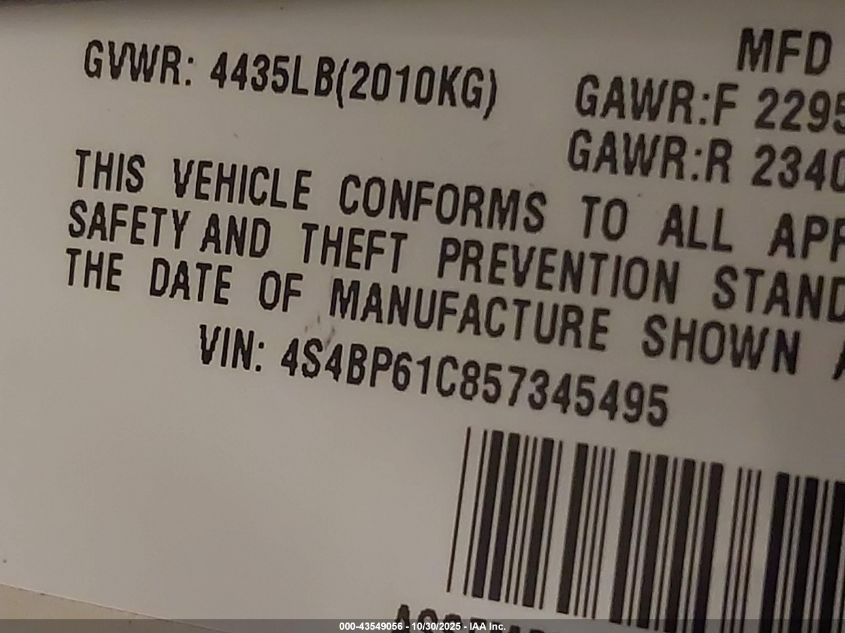 MFD
GVWR: 4435LB(2010KG)
GAWR:F 2295
GAWR:R 2340
THIS VEHICLE CONFORMS TO ALL APP
SAFETY AND THEFT PREVENTION STAND
THE DATE OF MANUFACTURE SHOWN A
VIN: 4S4BP61C857345495
000-43549056 - 10/30/2025 - IAA Inc.